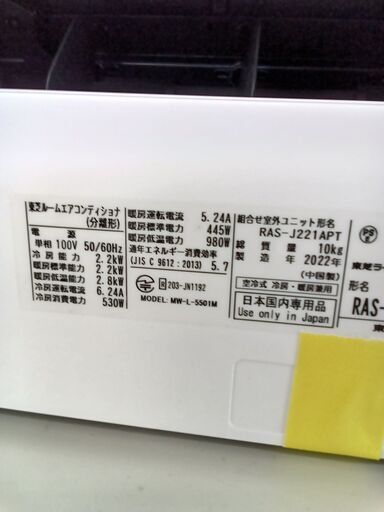 東芝ルームエアコンディショナ
(分離形)
電 源
単相 100V 50/60Hz
冷房能力 2.2kW
暖房標準能力 2.2kW
暖房低温能力 2.8kW
冷房運転電流 6.24A
冷房消費電力 530W
暖房運転電流 5.24A
暖房標準電力 445W
暖房低温電力 980W
通年エネルギー消費効率
(JIS C 9612:2013) 5.7
R 203-JN1192
MODEL: MW-L-5501M
組合せ室外ユニット形名
RAS-J221APT
総質量 10kg
製造年 2022年
(中国製)
空冷式 冷房・暖房兼用
日本国内専用品
Use only in Japan
PS
E
東芝ラ
形名
RAS-